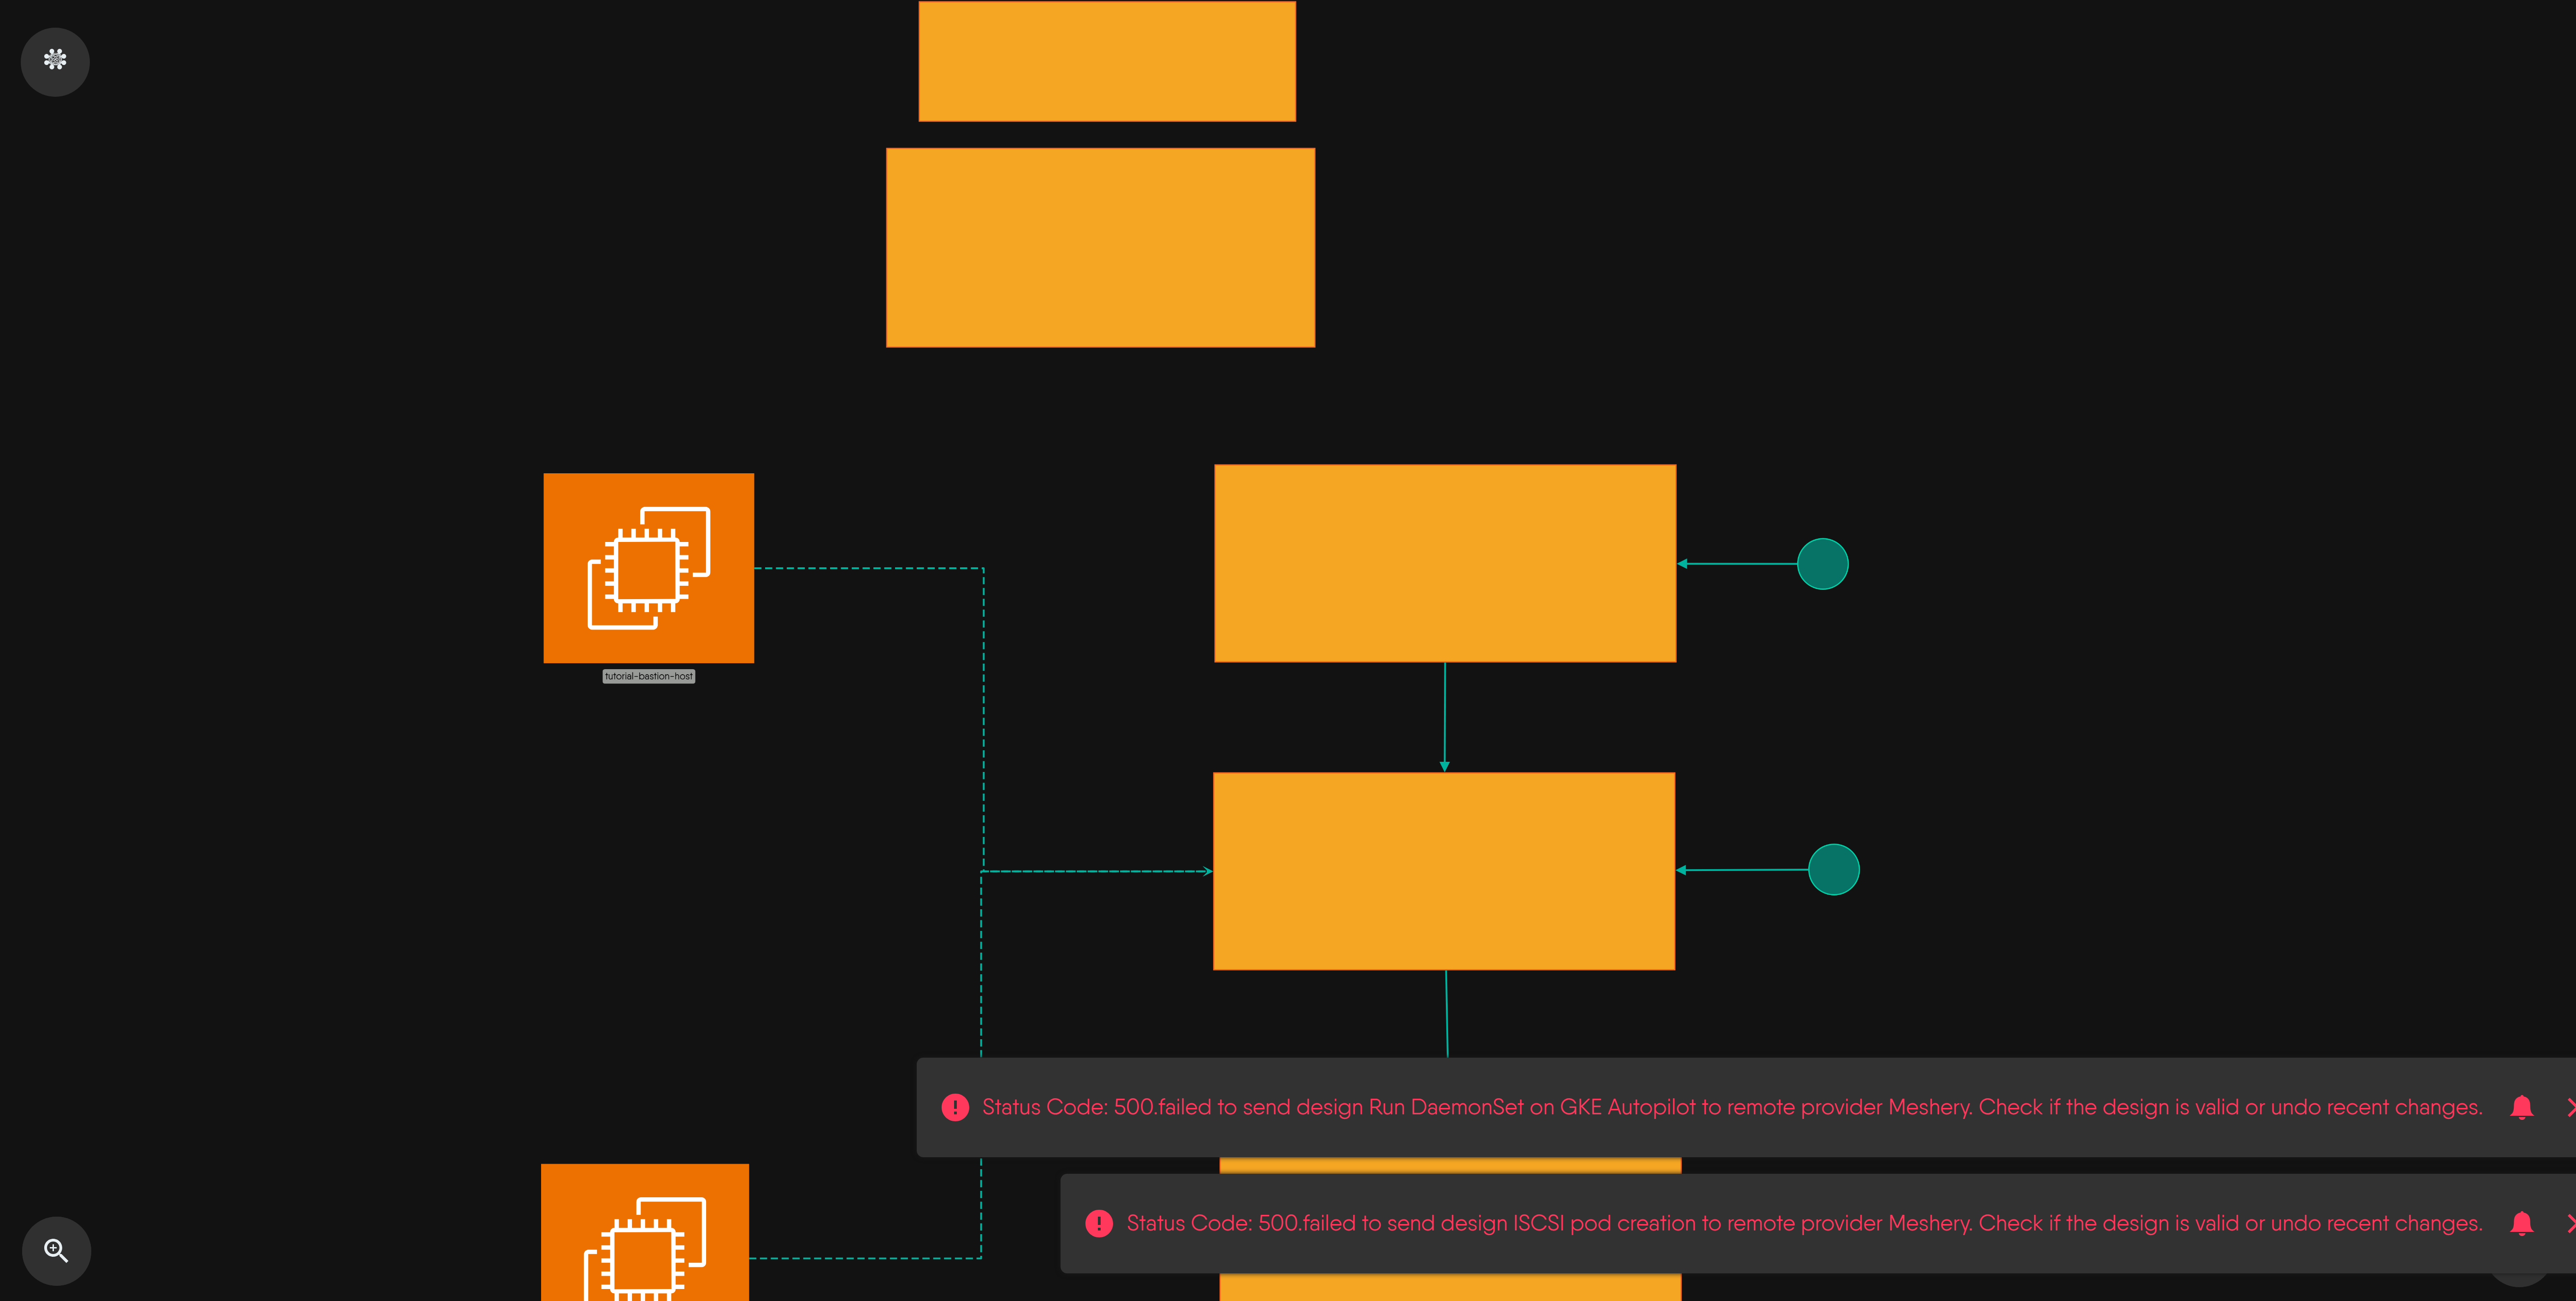 tutorial-bastion-host
Status Code: 500.failed to send design Run DaemonSet on GKE Autopilot to remote provider Meshery. Check if the design is valid or undo recent changes.
Status Code: 500.failed to send design ISCSI pod creation to remote provider Meshery. Check if the design is valid or undo recent changes.